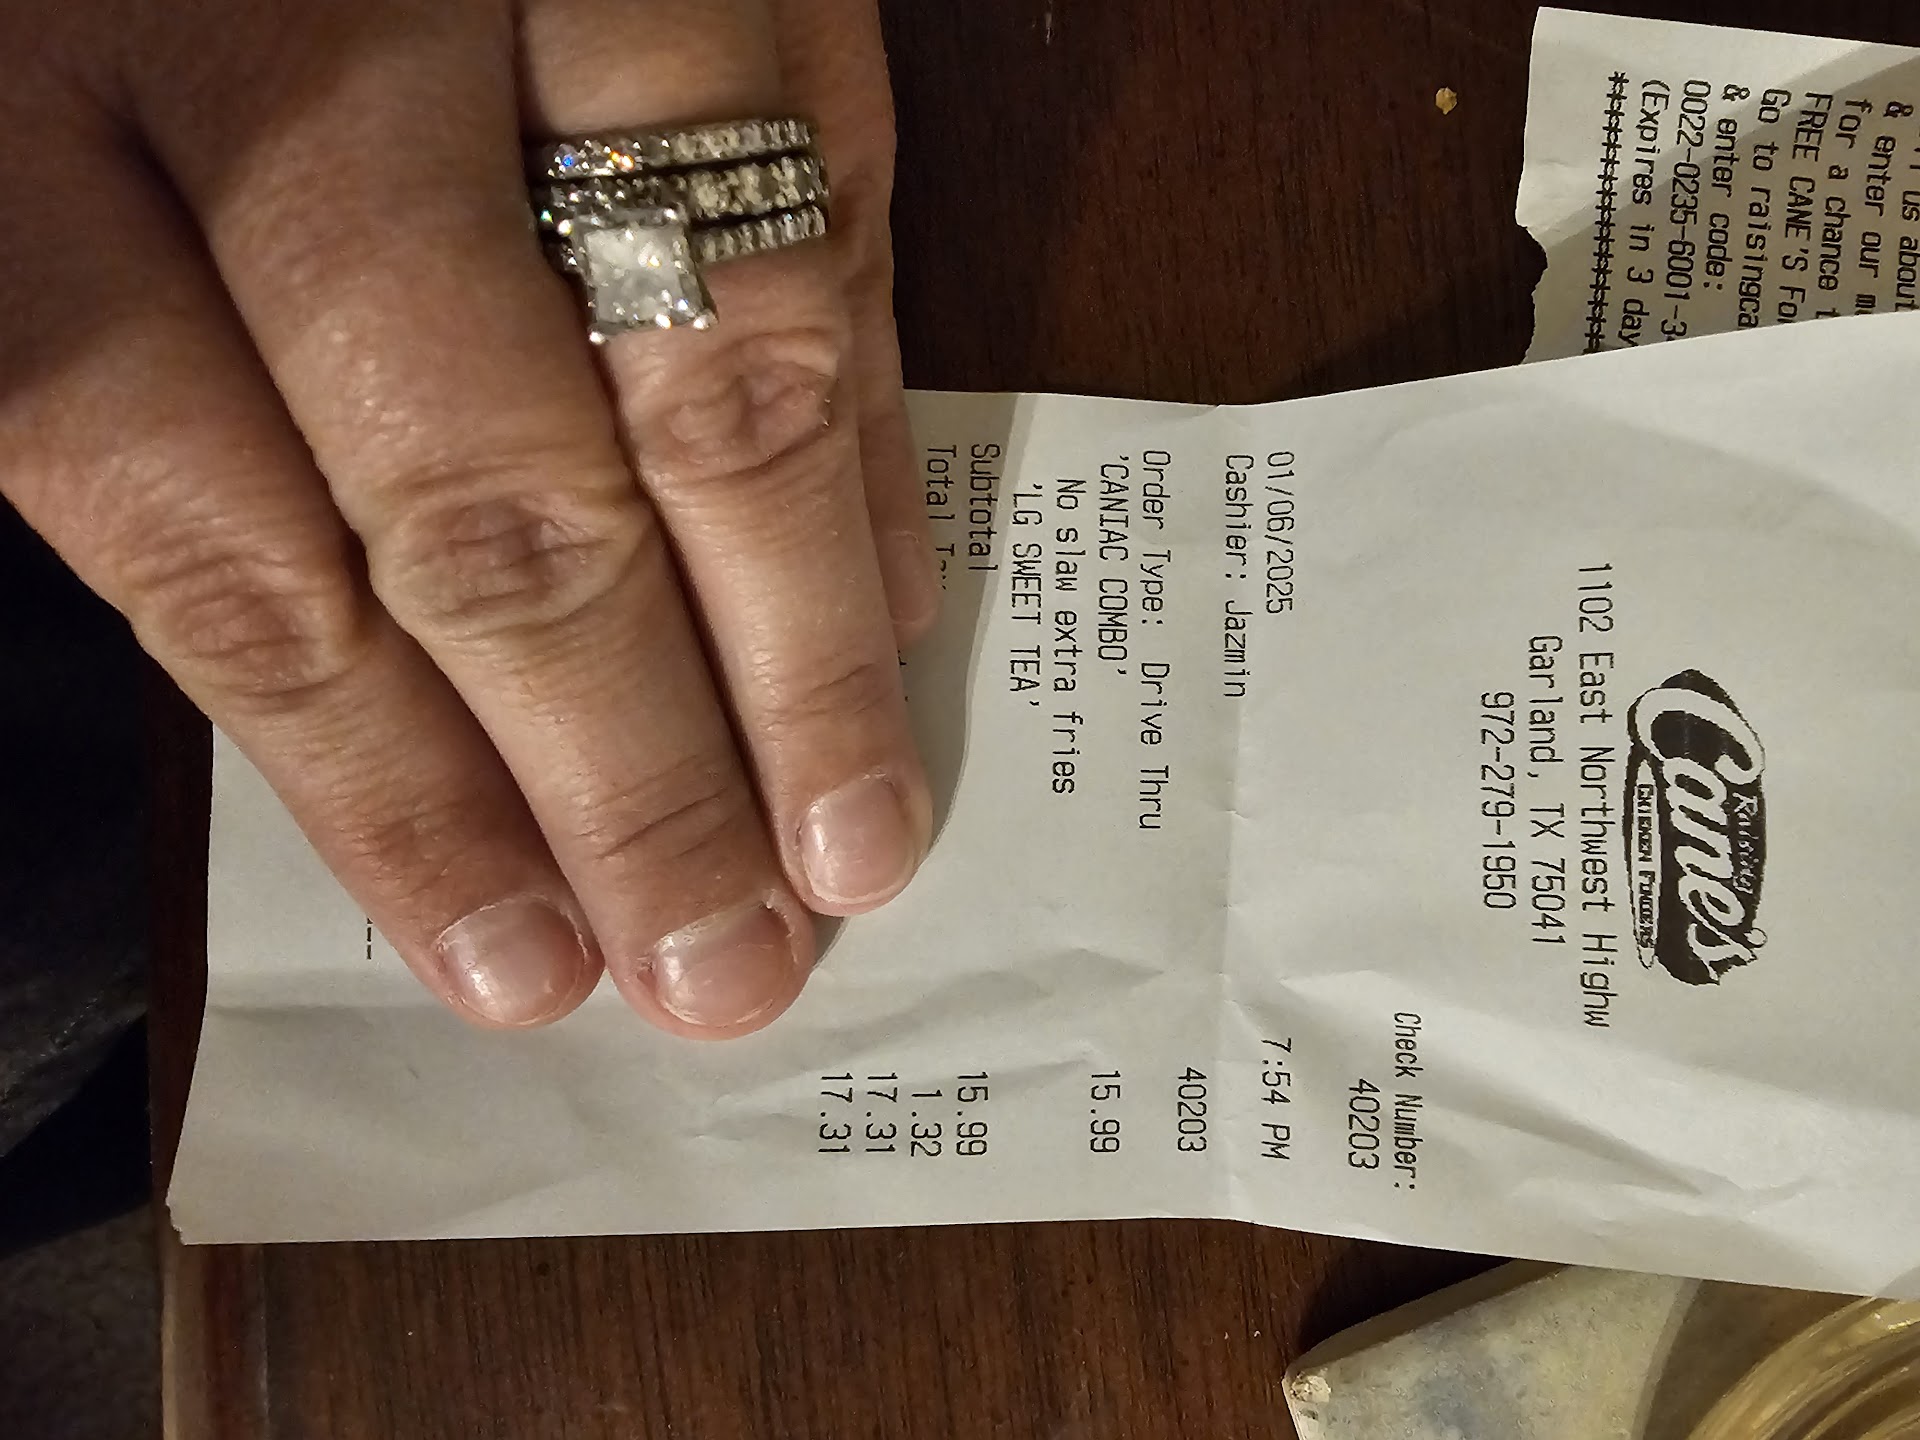 Raising
Cane's
CHICKEN FINGERS
1102 East Northwest Highw
Garland, TX 75041
972-279-1950
Check Number:
40203
01/06/2025 7:54 PM
Cashier: Jazmin
Order Type: Drive Thru 40203
'CANIAC COMBO' 15.99
No slaw extra fries
'LG SWEET TEA'
Subtotal 15.99
Total 1.32
17.31
17.31
us about
& enter our
for a chance
FREE CANE'S
Go to raisingca
& enter code:
0022-0235-6001-3
(Expires in 3 day
*****************